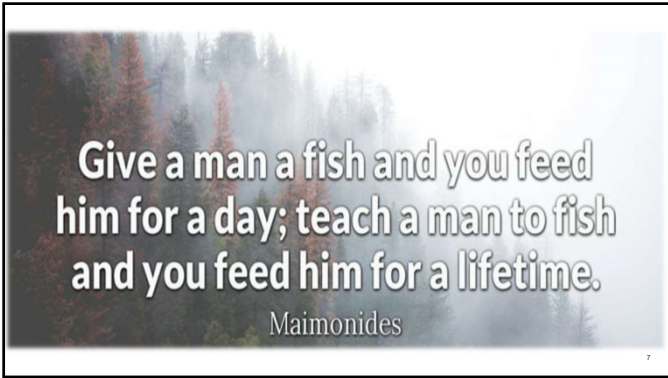 Give a man a fish and you feed
him for a day; teach a man to fish
and you feed him for a lifetime.
Maimonides
7